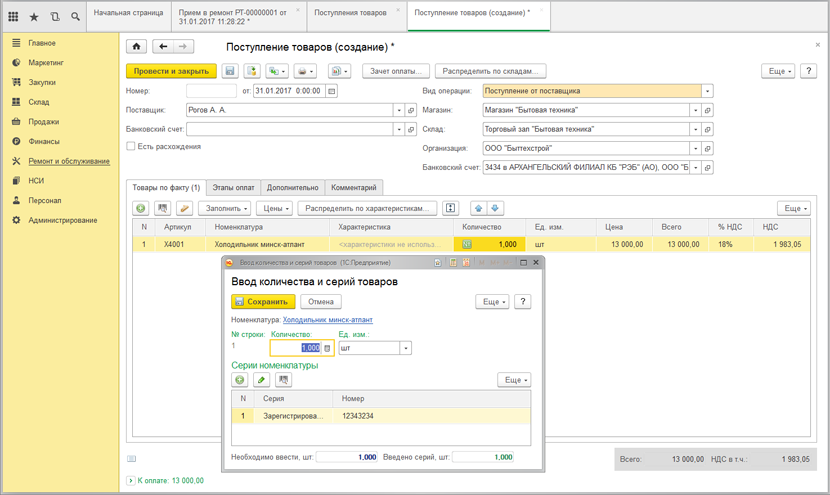 Начальная страница
Прием в ремонт РТ-00000001 от
31.01.2017 11:28:22 *
Поступления товаров
Поступление товаров (создание) *
Главное
Маркетинг
Закупки
Склад
Продажи
Финансы
Ремонт и обслуживание
НСИ
Персонал
Администрирование
Поступление товаров (создание) *
Провести и закрыть
Зачет оплаты...
Распределить по складам...
Еще
?
Номер:
от: 31.01.2017 0:00:00
Вид операции: Поступление от поставщика
Поставщик: Рогов А. А.
Магазин: Магазин "Бытовая техника"
Банковский счет:
Склад: Торговый зал "Бытовая техника"
Есть расхождения
Организация: ООО "Быттехстрой"
Банковский счет: 3434 в АРХАНГЕЛЬСКИЙ ФИЛИАЛ КБ "РЭБ" (АО), ООО "Б
Товары по факту (1) Этапы оплат Дополнительно Комментарий
Заполнить Цены Распределить по характеристикам... Еще
N Артикул Номенклатура Характеристика Количество Ед. изм. Цена Всего % НДС НДС
1 X4001 Холодильник минск-атлант <характеристики не использ... 1,000 шт 13 000,00 13 000,00 18% 1 983,05
Ввод количества и серий товаров (1С:Предприятие)
Ввод количества и серий товаров
Сохранить Отмена Еще ?
Номенклатура: Холодильник минск-атлант
№ строки: Количество: Ед. изм.:
1 1,000 шт
Серии номенклатуры
Еще
N Серия Номер
1 Зарегистрирова... 12343234
Необходимо ввести, шт: 1,000 Введено серий, шт: 1,000
Всего: 13 000,00 НДС в т.ч.: 1 983,05
К оплате: 13 000,00